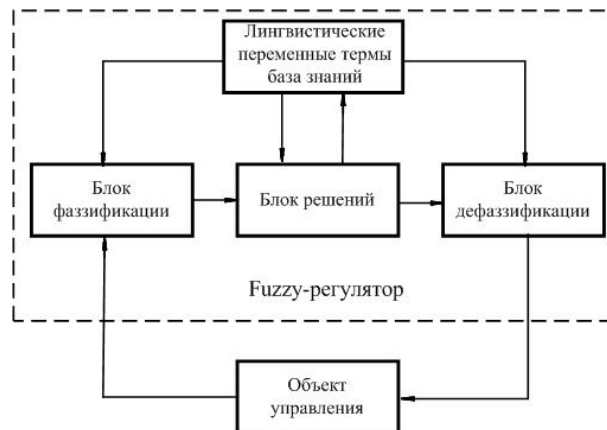 Лингвистические
переменные термы
база знаний
Блок
фаззификации
Блок решений
Блок
дефаззификации
Fuzzy-регулятор
Объект
управления